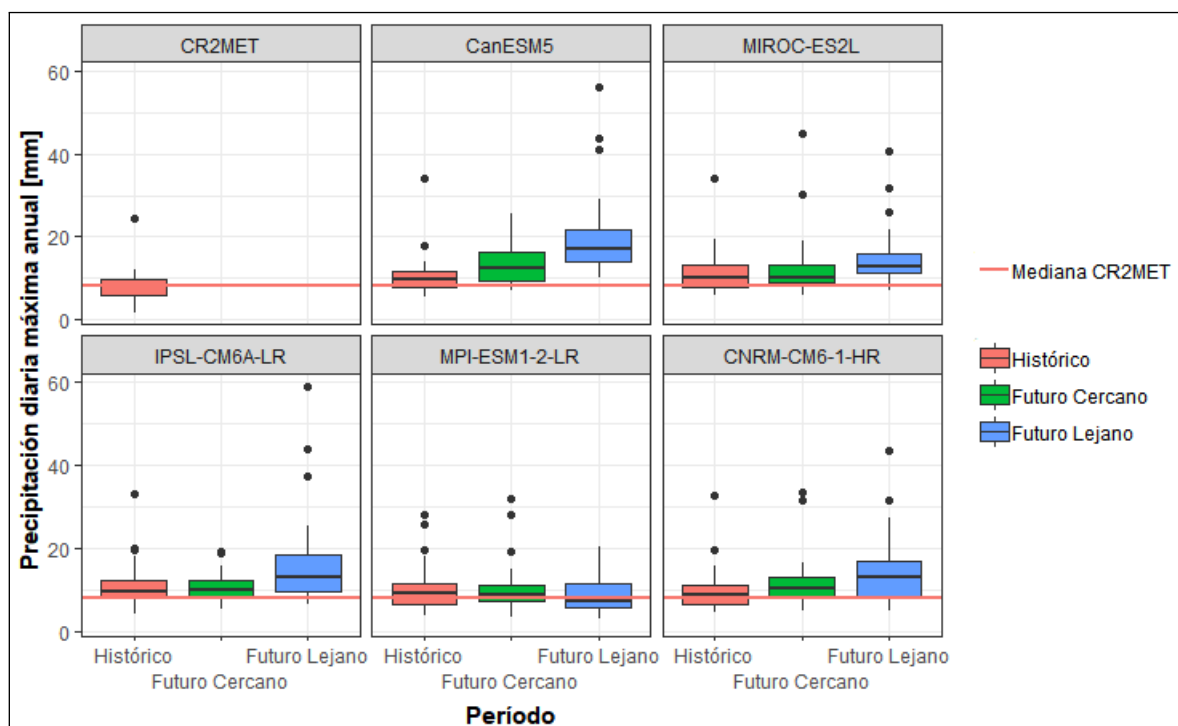 CR2MET
CanESM5
MIROC-ES2L
60
40
20
0
Precipitación diaria máxima anual [mm]
IPSL-CM6A-LR
MPI-ESM1-2-LR
CNRM-CM6-1-HR
60
40
20
0
Histórico
Futuro Cercano
Futuro Lejano
Histórico
Futuro Cercano
Futuro Lejano
Histórico
Futuro Cercano
Futuro Lejano
Período
Mediana CR2MET
Histórico
Futuro Cercano
Futuro Lejano